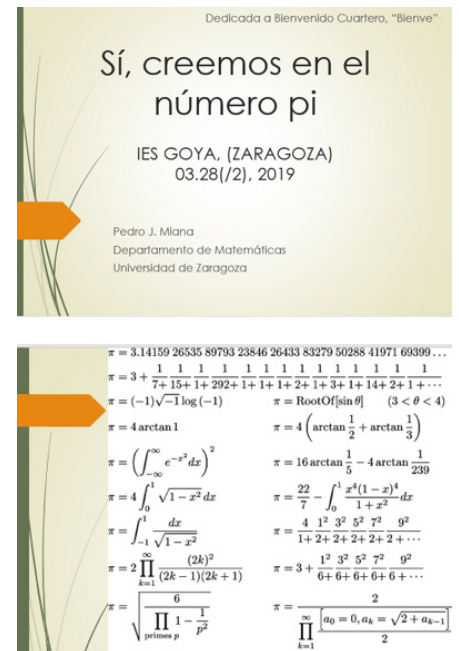 Dedicada a Bienvenido Cuartero, "Bienve"
Sí, creemos en el
número pi
IES GOYA, (ZARAGOZA)
03.28(/2), 2019
Pedro J. Miana
Departamento de Matemáticas
Universidad de Zaragoza
π = 3.14159 26535 89793 23846 26433 83279 50288 41971 69399 . . .
π = 3 + 1/7+ 1/15+ 1/1+ 1/292+ 1/1+ 1/1+ 1/1+ 1/2+ 1/1+ 1/3+ 1/1+ 1/14+ 1/2+ 1/1 + · · ·
π = (−1)√−1 log (−1) π = RootOf[sin θ] (3 < θ < 4)
π = 4 arctan 1 π = 4 (arctan 1/2 + arctan 1/3)
π = (∫_{−∞}^{∞} e^{−x²} dx)² π = 16 arctan 1/5 − 4 arctan 1/239
π = 4 ∫_0^1 √(1 − x²) dx π = 22/7 − ∫_0^1 x⁴(1 − x)⁴/(1 + x²) dx
π = ∫_{−1}^1 dx/√(1 − x²) π = 4/1+ 1²/2+ 3²/2+ 5²/2+ 7²/2+ 9²/2 + · · ·
π = 2 ∏_{k=1}^{∞} (2k)²/((2k − 1)(2k + 1)) π = 3 + 1²/6+ 3²/6+ 5²/6+ 7²/6+ 9²/6 + · · ·
π = √(6/∏_{primes p} 1 − 1/p²) π = 2/∏_{k=1}^{∞} [a₀ = 0, a_k = √(2 + a_{k−1})]/2